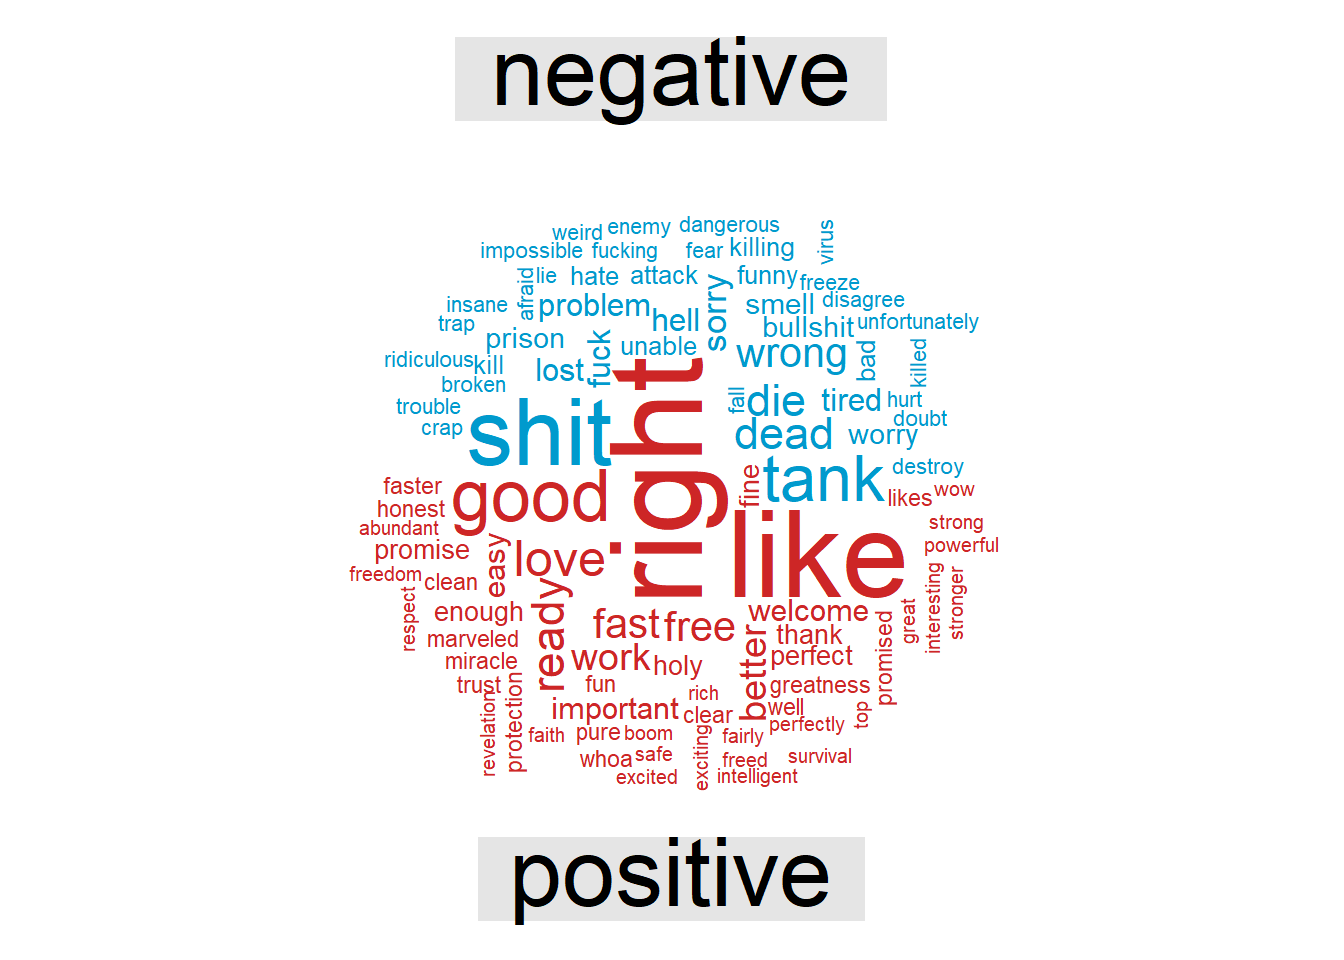 negative
weird enemy dangerous
impossible fucking fear killing virus
afraid lie hate attack sorry funny freeze
insane problem smell disagree
trap hell bullshit unfortunately
prison fuck unable wrong bad killed
ridiculous kill lost
broken right
trouble fall die tired hurt
crap shit dead worry doubt
tank destroy
faster good fine likes wow
honest like
abundant strong
promise easy love powerful
freedom clean interesting stronger
respect enough ready fast free welcome great
marveled better thank promised
miracle work holy perfect
trust fun greatness
revelation protection important rich clear well top
faith pure boom exciting fairly perfectly
whoa safe freed survival
excited intelligent
positive